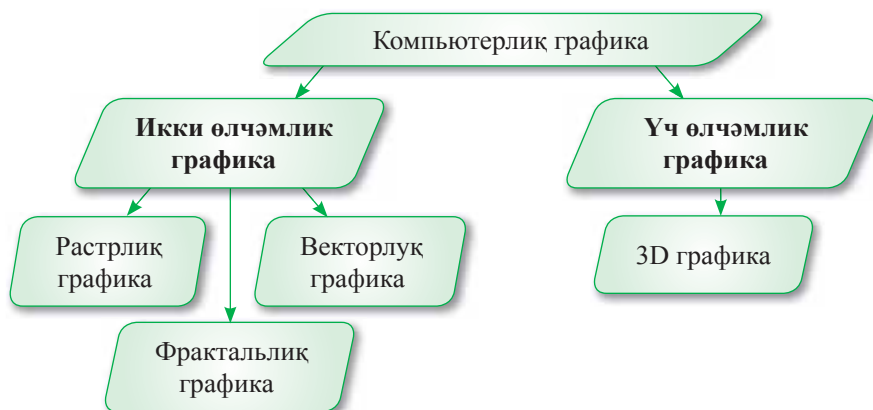 Компьютерлиқ графика
Икки өлчәмлик
графика
Үч өлчәмлик
графика
Растрлиқ
графика
Векторлуқ
графика
3D графика
Фрактальлиқ
графика